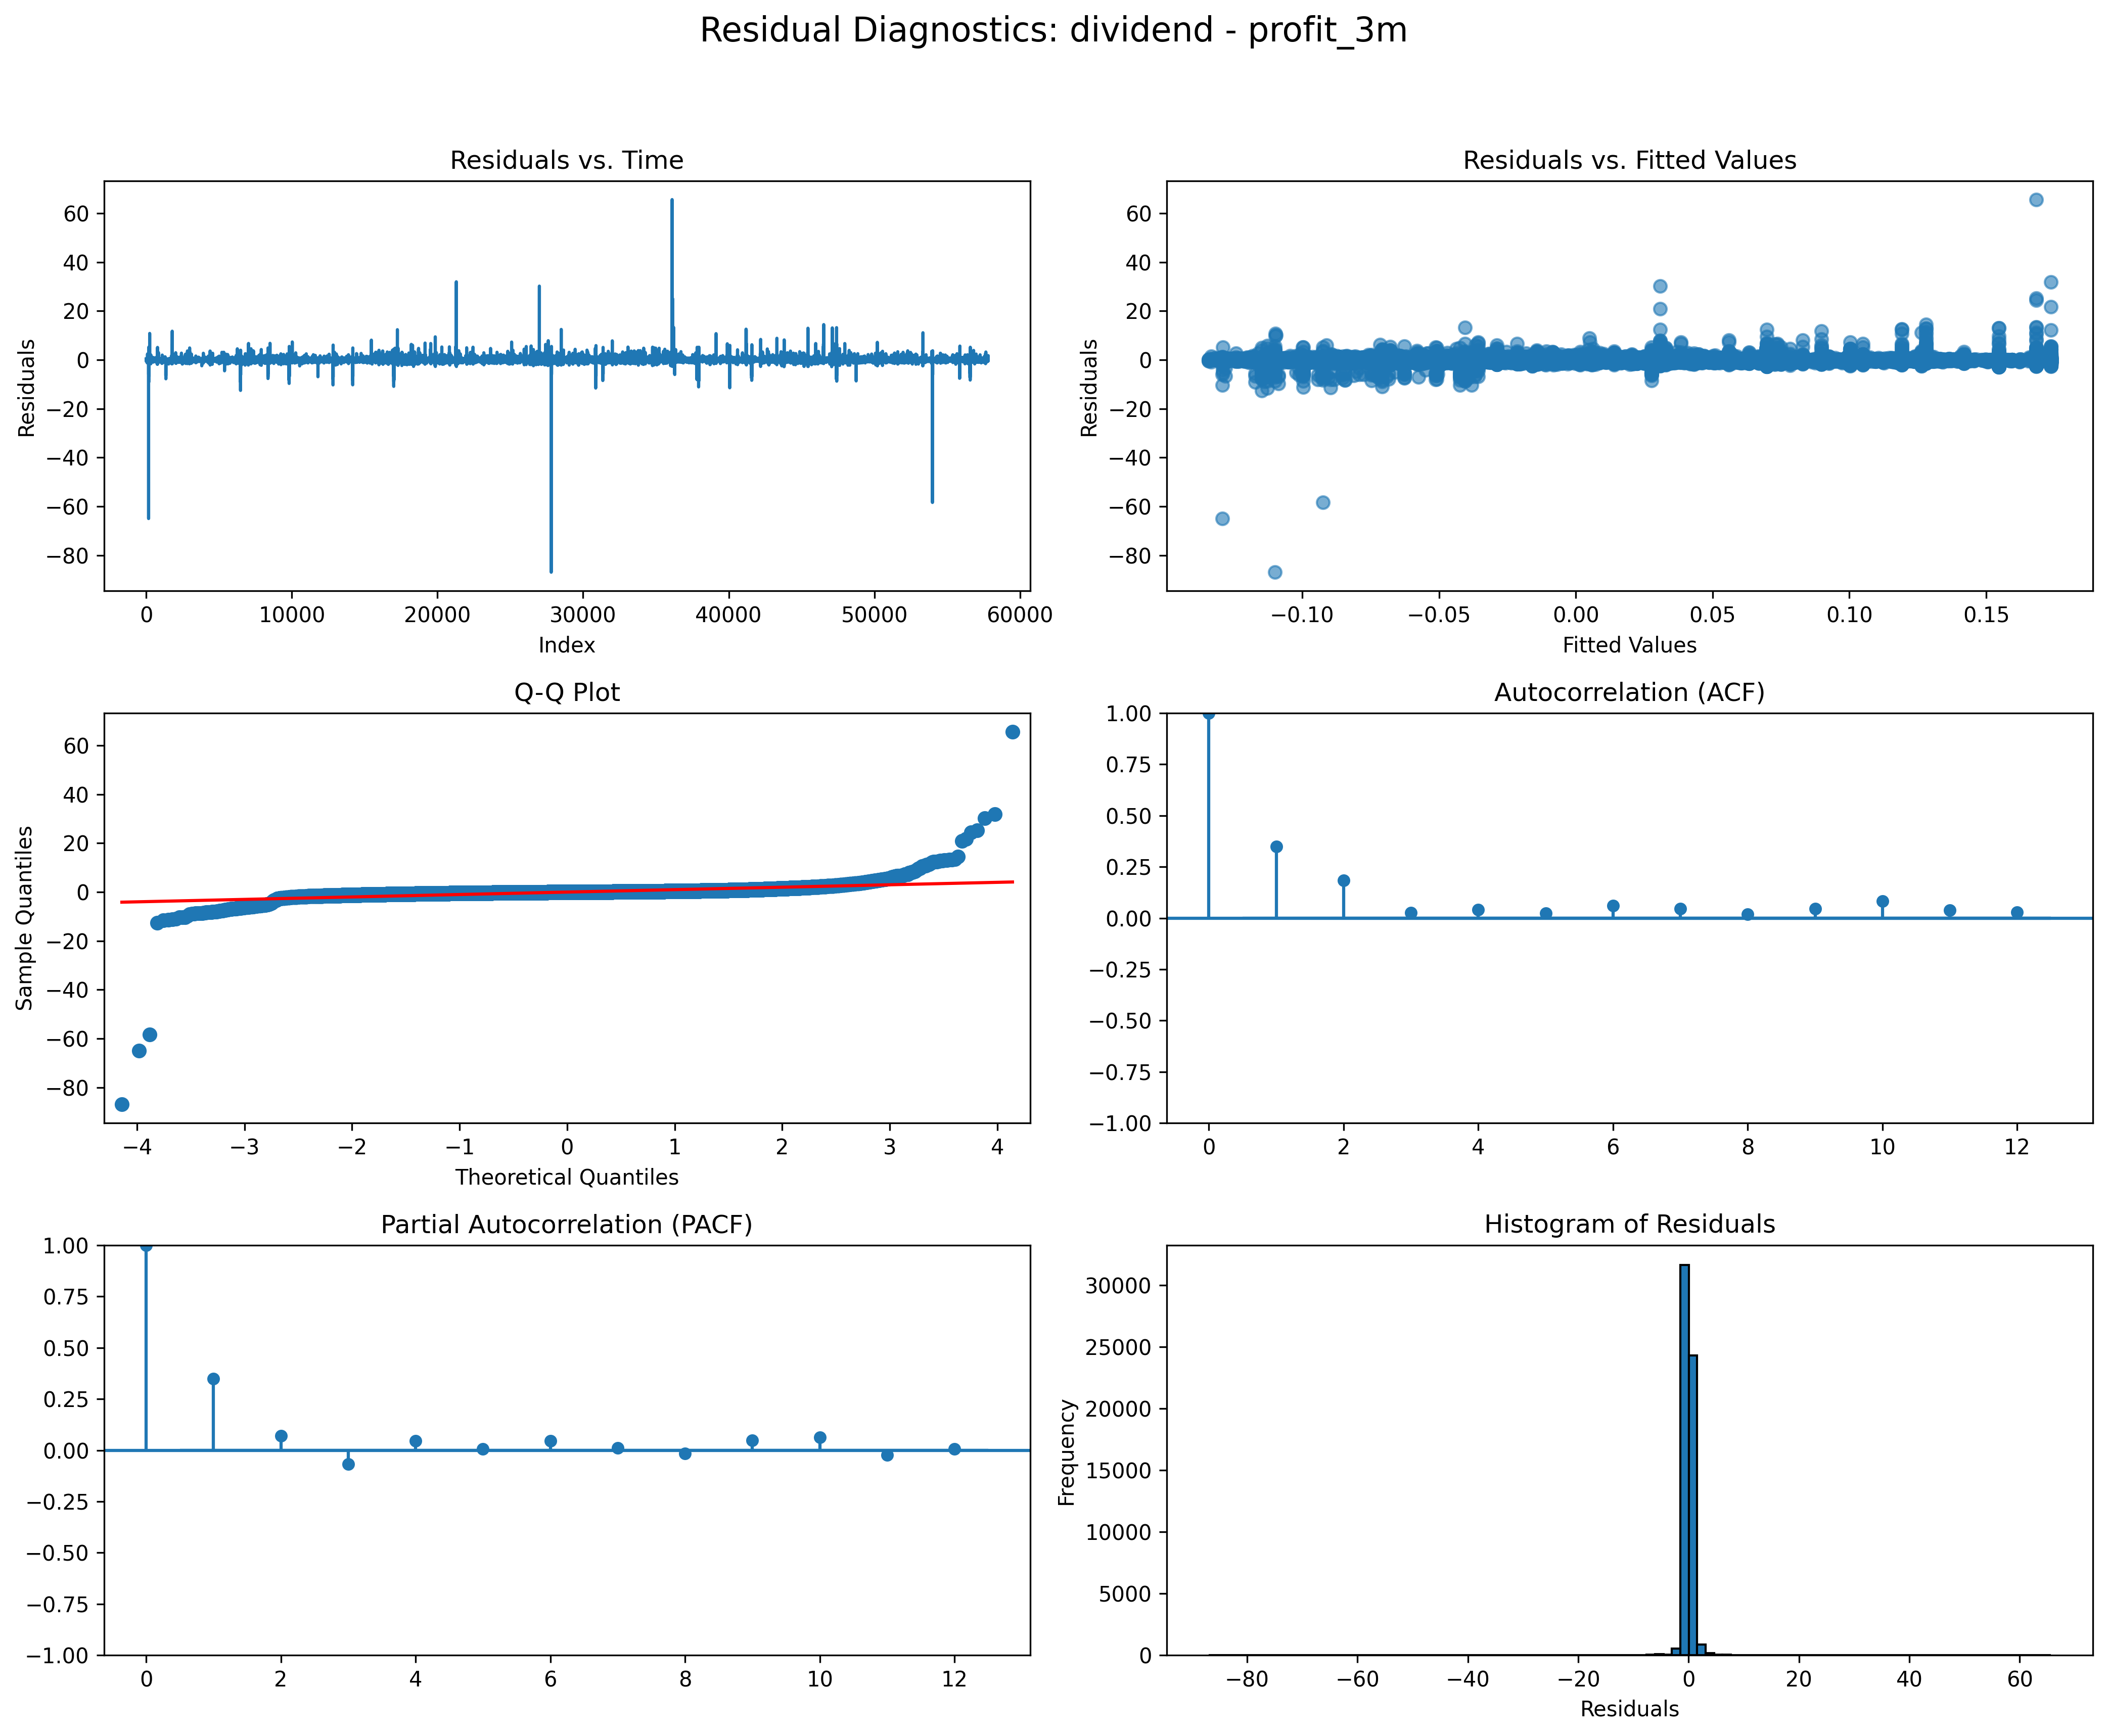 Residual Diagnostics: dividend - profit_3m
Residuals vs. Time
60
40
20
0
−20
−40
−60
−80
Residuals
0 10000 20000 30000 40000 50000 60000
Index
Residuals vs. Fitted Values
60
40
20
0
−20
−40
−60
−80
Residuals
−0.10 −0.05 0.00 0.05 0.10 0.15
Fitted Values
Q-Q Plot
60
40
20
0
−20
−40
−60
−80
Sample Quantiles
−4 −3 −2 −1 0 1 2 3 4
Theoretical Quantiles
Autocorrelation (ACF)
1.00
0.75
0.50
0.25
0.00
−0.25
−0.50
−0.75
−1.00
0 2 4 6 8 10 12
Partial Autocorrelation (PACF)
1.00
0.75
0.50
0.25
0.00
−0.25
−0.50
−0.75
−1.00
0 2 4 6 8 10 12
Histogram of Residuals
30000
25000
20000
15000
10000
5000
0
Frequency
−80 −60 −40 −20 0 20 40 60
Residuals